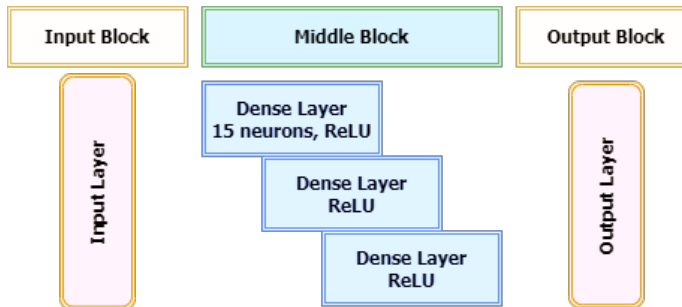 Input Block
Middle Block
Output Block
Input Layer
Dense Layer
15 neurons, ReLU
Dense Layer
ReLU
Dense Layer
ReLU
Output Layer